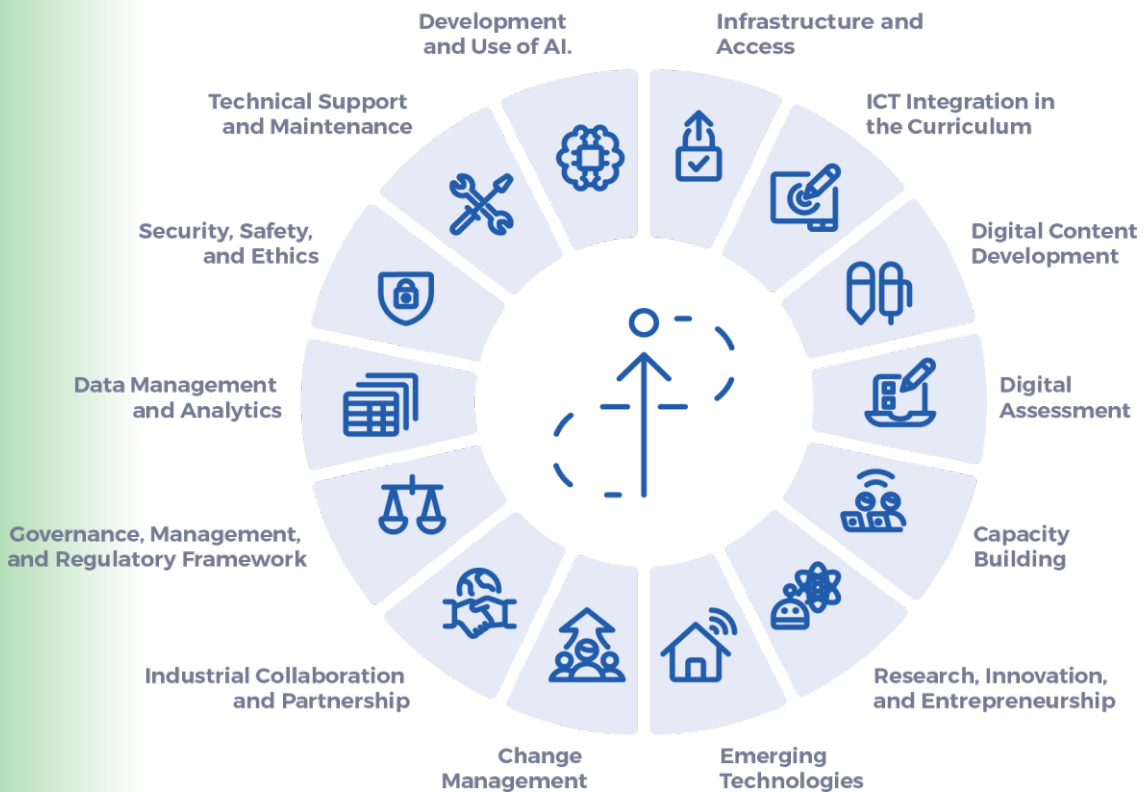 Development
and Use of AI.
Infrastructure and
Access
Technical Support
and Maintenance
ICT Integration in
the Curriculum
Security, Safety,
and Ethics
Digital Content
Development
Data Management
and Analytics
Digital
Assessment
Governance, Management,
and Regulatory Framework
Capacity
Building
Industrial Collaboration
and Partnership
Research, Innovation,
and Entrepreneurship
Change
Management
Emerging
Technologies